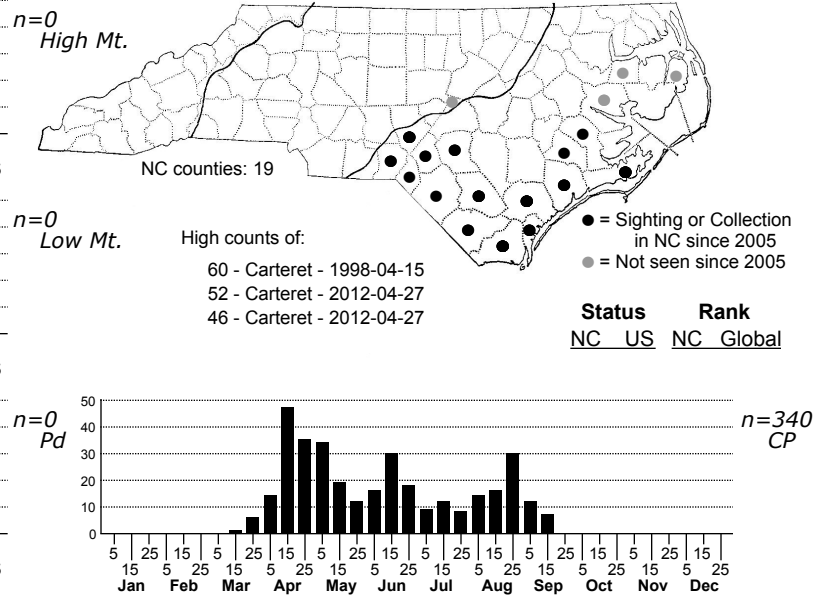 n=0
High Mt.
NC counties: 19
n=0
Low Mt.
High counts of:
60 - Carteret - 1998-04-15
52 - Carteret - 2012-04-27
46 - Carteret - 2012-04-27
= Sighting or Collection
in NC since 2005
= Not seen since 2005
Status Rank
NC US NC Global
n=0
Pd
n=340
CP
50
40
30
20
10
0
5 25 15 5 25 15 5 25 15 5 25 15 5 25 15 5 25 15
15 5 25 15 5 25 15 5 25 15 5 25 15 5 25 15 5 25
Jan Feb Mar Apr May Jun Jul Aug Sep Oct Nov Dec